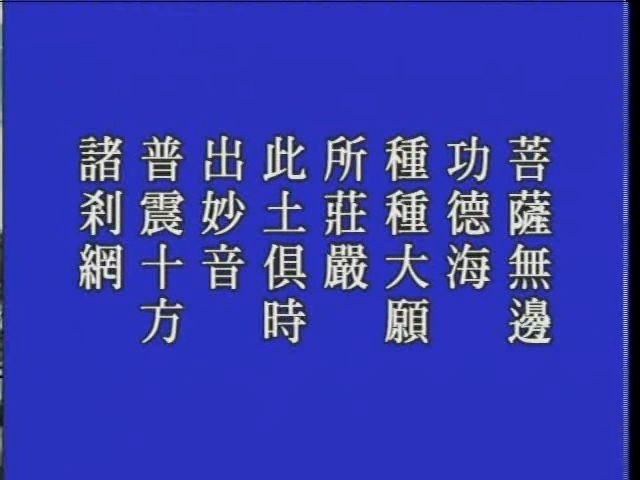 菩薩無邊
功德海
種種大願
所莊嚴
此土俱時
出妙音
普震十方
諸剎網